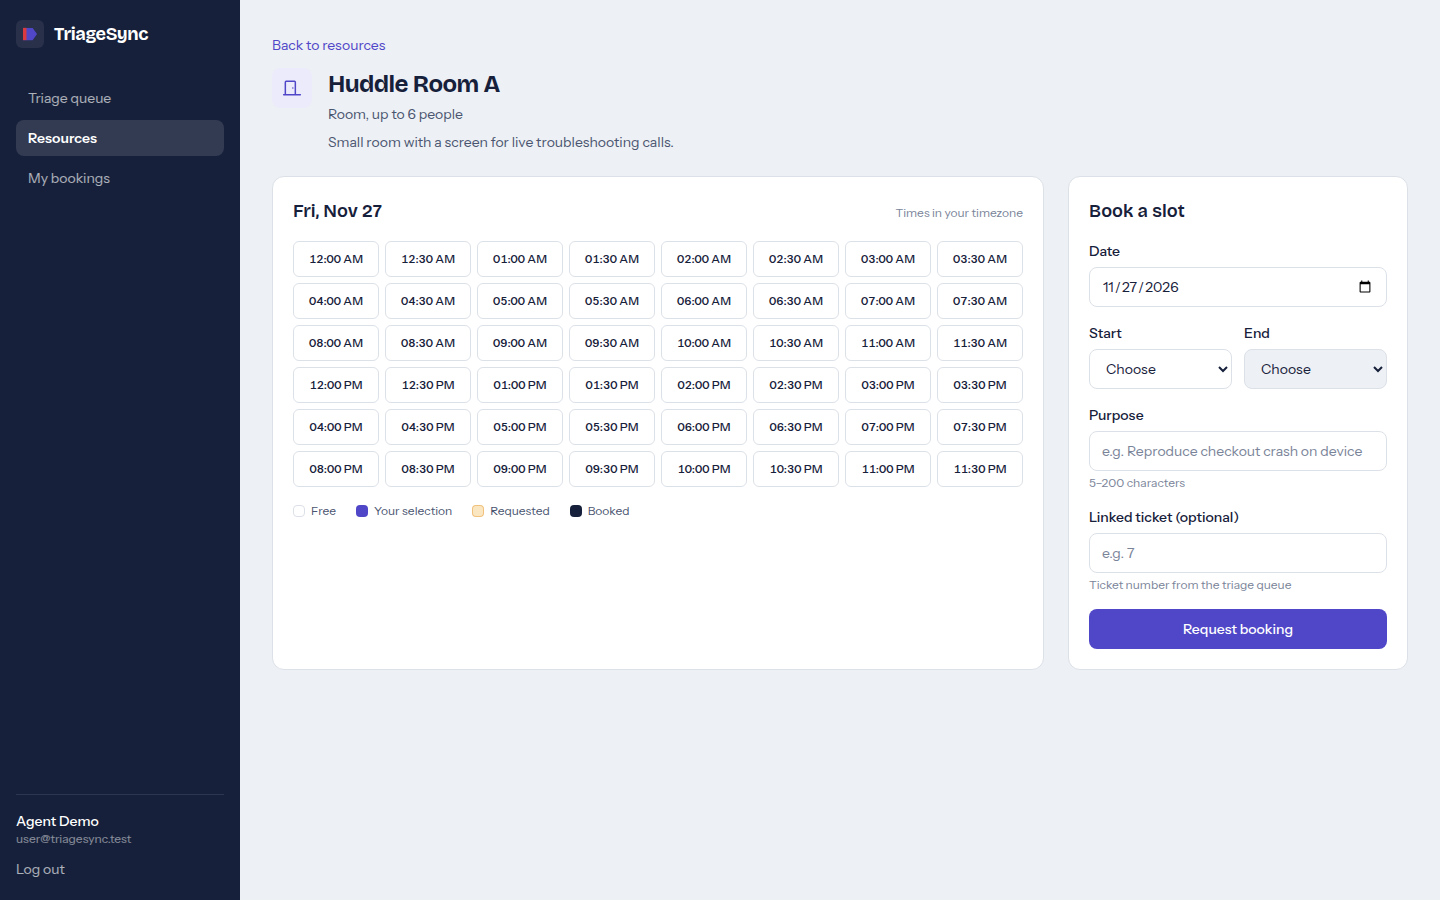 TriageSync
Triage queue
Resources
My bookings
Agent Demo
user@triagesync.test
Log out
Back to resources
Huddle Room A
Room, up to 6 people
Small room with a screen for live troubleshooting calls.
Fri, Nov 27
Times in your timezone
12:00 AM 12:30 AM 01:00 AM 01:30 AM 02:00 AM 02:30 AM 03:00 AM 03:30 AM
04:00 AM 04:30 AM 05:00 AM 05:30 AM 06:00 AM 06:30 AM 07:00 AM 07:30 AM
08:00 AM 08:30 AM 09:00 AM 09:30 AM 10:00 AM 10:30 AM 11:00 AM 11:30 AM
12:00 PM 12:30 PM 01:00 PM 01:30 PM 02:00 PM 02:30 PM 03:00 PM 03:30 PM
04:00 PM 04:30 PM 05:00 PM 05:30 PM 06:00 PM 06:30 PM 07:00 PM 07:30 PM
08:00 PM 08:30 PM 09:00 PM 09:30 PM 10:00 PM 10:30 PM 11:00 PM 11:30 PM
Free Your selection Requested Booked
Book a slot
Date
11/27/2026
Start End
Choose Choose
Purpose
e.g. Reproduce checkout crash on device
5–200 characters
Linked ticket (optional)
e.g. 7
Ticket number from the triage queue
Request booking